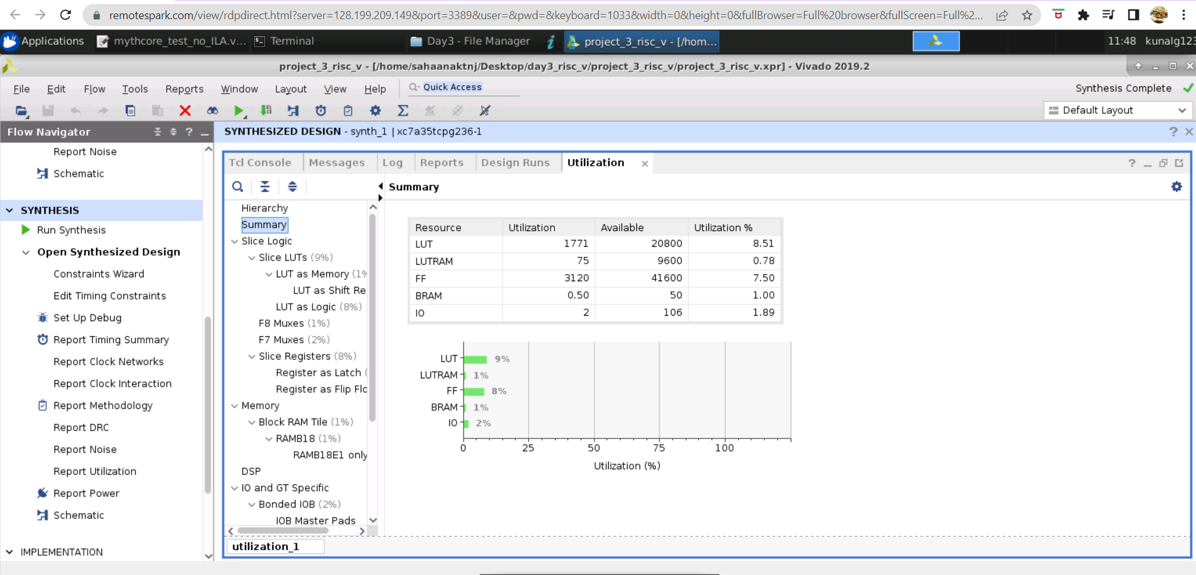 remotespark.com/view/rdpdirect.html?server=128.199.209.149&port=3389&user=&pwd=&keyboard=1033&width=0&height=0&fullBrowser=Full%20browser&fullScreen=Full%2...
Applications mythcore_test_no_ILA.v... Terminal Day3 - File Manager project_3_risc_v - [/hom... 11:48 kunalg123
project_3_risc_v - [/home/sahaanaktnj/Desktop/day3_risc_v/project_3_risc_v/project_3_risc_v.xpr] - Vivado 2019.2
File Edit Flow Tools Reports Window Layout View Help Quick Access Synthesis Complete
Default Layout
Flow Navigator
SYNTHESIZED DESIGN - synth_1 | xc7a35tcpg236-1
Report Noise
Schematic
SYNTHESIS
Run Synthesis
Open Synthesized Design
Constraints Wizard
Edit Timing Constraints
Set Up Debug
Report Timing Summary
Report Clock Networks
Report Clock Interaction
Report Methodology
Report DRC
Report Noise
Report Utilization
Report Power
Schematic
IMPLEMENTATION
Tcl Console Messages Log Reports Design Runs Utilization
Summary
Hierarchy
Summary
Slice Logic
Slice LUTs (9%)
LUT as Memory (1%
LUT as Shift Re
LUT as Logic (8%)
F8 Muxes (1%)
F7 Muxes (2%)
Slice Registers (8%)
Register as Latch (
Register as Flip Flo
Memory
Block RAM Tile (1%)
RAMB18 (1%)
RAMB18E1 only
DSP
IO and GT Specific
Bonded IOB (2%)
IOB Master Pads
utilization_1
Resource Utilization Available Utilization %
LUT 1771 20800 8.51
LUTRAM 75 9600 0.78
FF 3120 41600 7.50
BRAM 0.50 50 1.00
IO 2 106 1.89
LUT 9%
LUTRAM 1%
FF 8%
BRAM 1%
IO 2%
0 25 50 75 100
Utilization (%)